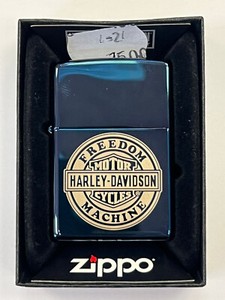 FREEDOM
MOTOR
HARLEY-DAVIDSON
CYCLES
MACHINE
zippo